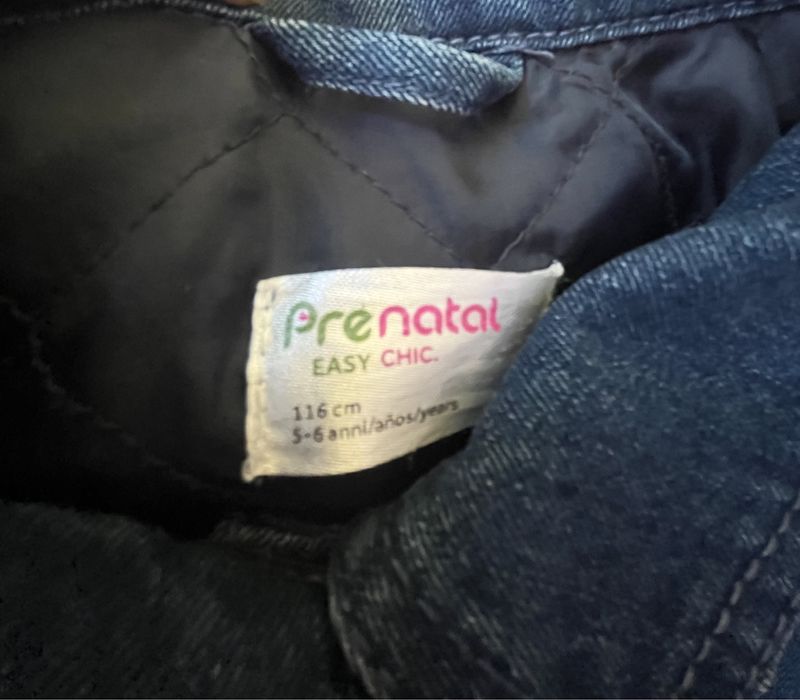 Prénatal
EASY CHIC.
116 cm
5-6 anni/años/years